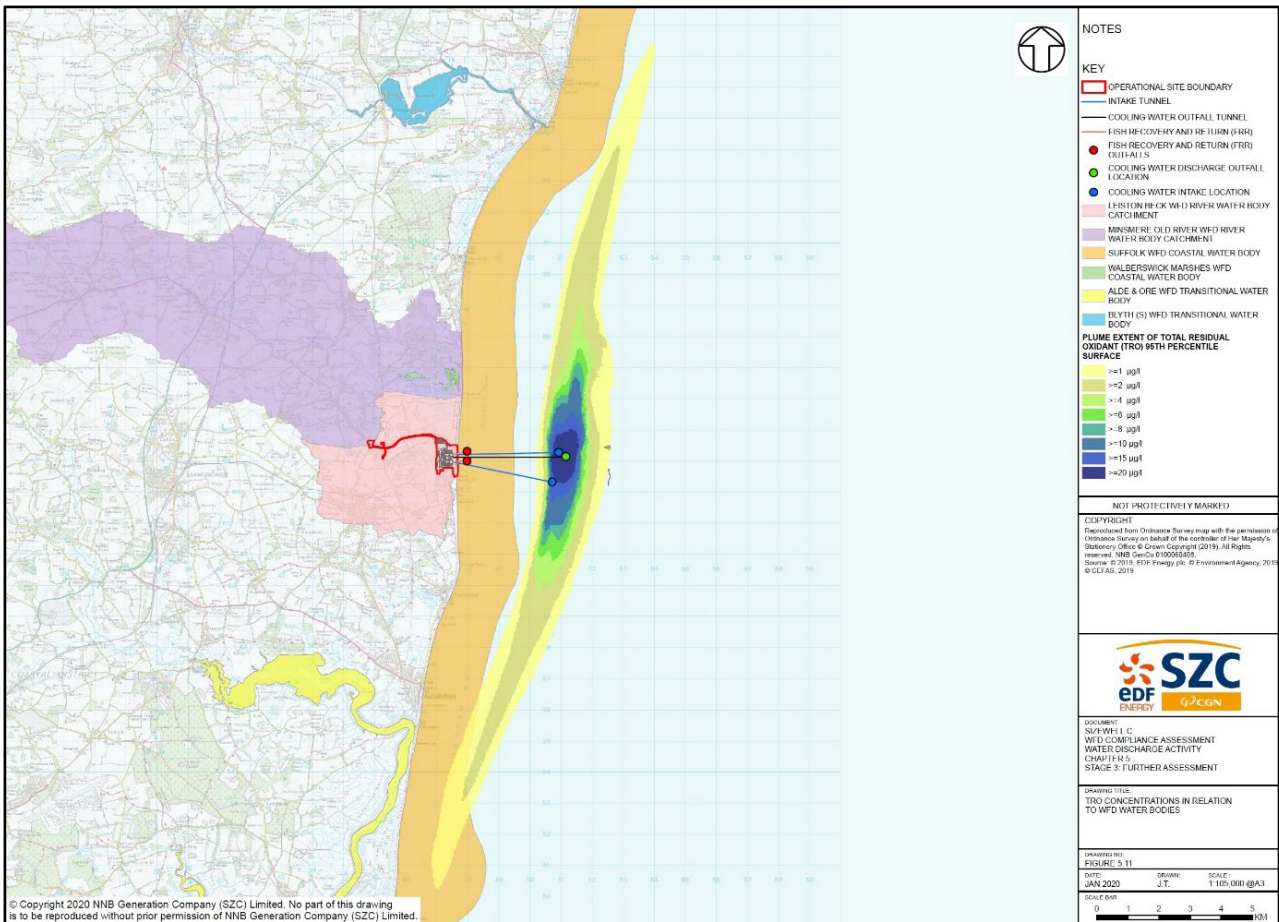 NOTES
KEY
OPERATIONAL SITE BOUNDARY
INTAKE TUNNEL
COOLING WATER OUTFALL TUNNEL
FISH RECOVERY AND RETURN (FRR)
FISH RECOVERY AND RETURN (FRR)
OUTFALLS
COOLING WATER DISCHARGE OUTFALL
LOCATION
COOLING WATER INTAKE LOCATION
LEISTON BECK WFD RIVER WATER BODY
CATCHMENT
MINSMERE OLD RIVER WFD RIVER
WATER BODY CATCHMENT
SUFFOLK WFD COASTAL WATER BODY
WALBERSWICK MARSHES WFD
COASTAL WATER BODY
ALDE & ORE WFD TRANSITIONAL WATER
BODY
BLYTH (S) WFD TRANSITIONAL WATER
BODY
PLUME EXTENT OF TOTAL RESIDUAL
OXIDANT (TRO) 95TH PERCENTILE
SURFACE
>=1 µg/l
>=2 µg/l
>=4 µg/l
>=6 µg/l
>=8 µg/l
>=10 µg/l
>=15 µg/l
>=20 µg/l
NOT PROTECTIVELY MARKED
COPYRIGHT
Reproduced from Ordnance Survey map with the permission of
Ordnance Survey on behalf of the controller of Her Majesty's
Stationery Office © Crown Copyright (2019). All Rights
reserved. NNB GenCo 0100060408.
Source: © 2019, EDF Energy plc. © Environment Agency, 2019
© CEFAS, 2019
eDF
ENERGY
SZC
CGN
DOCUMENT:
SIZEWELL C
WFD COMPLIANCE ASSESSMENT
WATER DISCHARGE ACTIVITY
CHAPTER 5
STAGE 3: FURTHER ASSESSMENT
DRAWING TITLE:
TRO CONCENTRATIONS IN RELATION
TO WFD WATER BODIES
DRAWING NO:
FIGURE 5.11
DATE: DRAWN: SCALE:
JAN 2020 J.T. 1:105,000 @A3
SCALE BAR
0 1 2 3 4 5
KM
© Copyright 2020 NNB Generation Company (SZC) Limited. No part of this drawing
is to be reproduced without prior permission of NNB Generation Company (SZC) Limited.